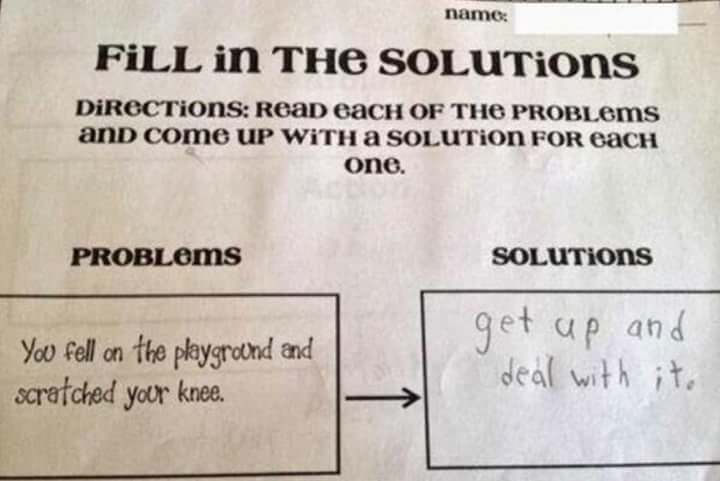 name:
FiLL in THe SOLUTiOnS
DiReCTiOnS: ReaD eaCH OF THe PROBLemS
anD COme UP WiTH a SOLUTiOn FOR eaCH
One.
PROBLemS
SOLUTiOnS
You fell on the playground and
scratched your knee.
get up and
deal with it.